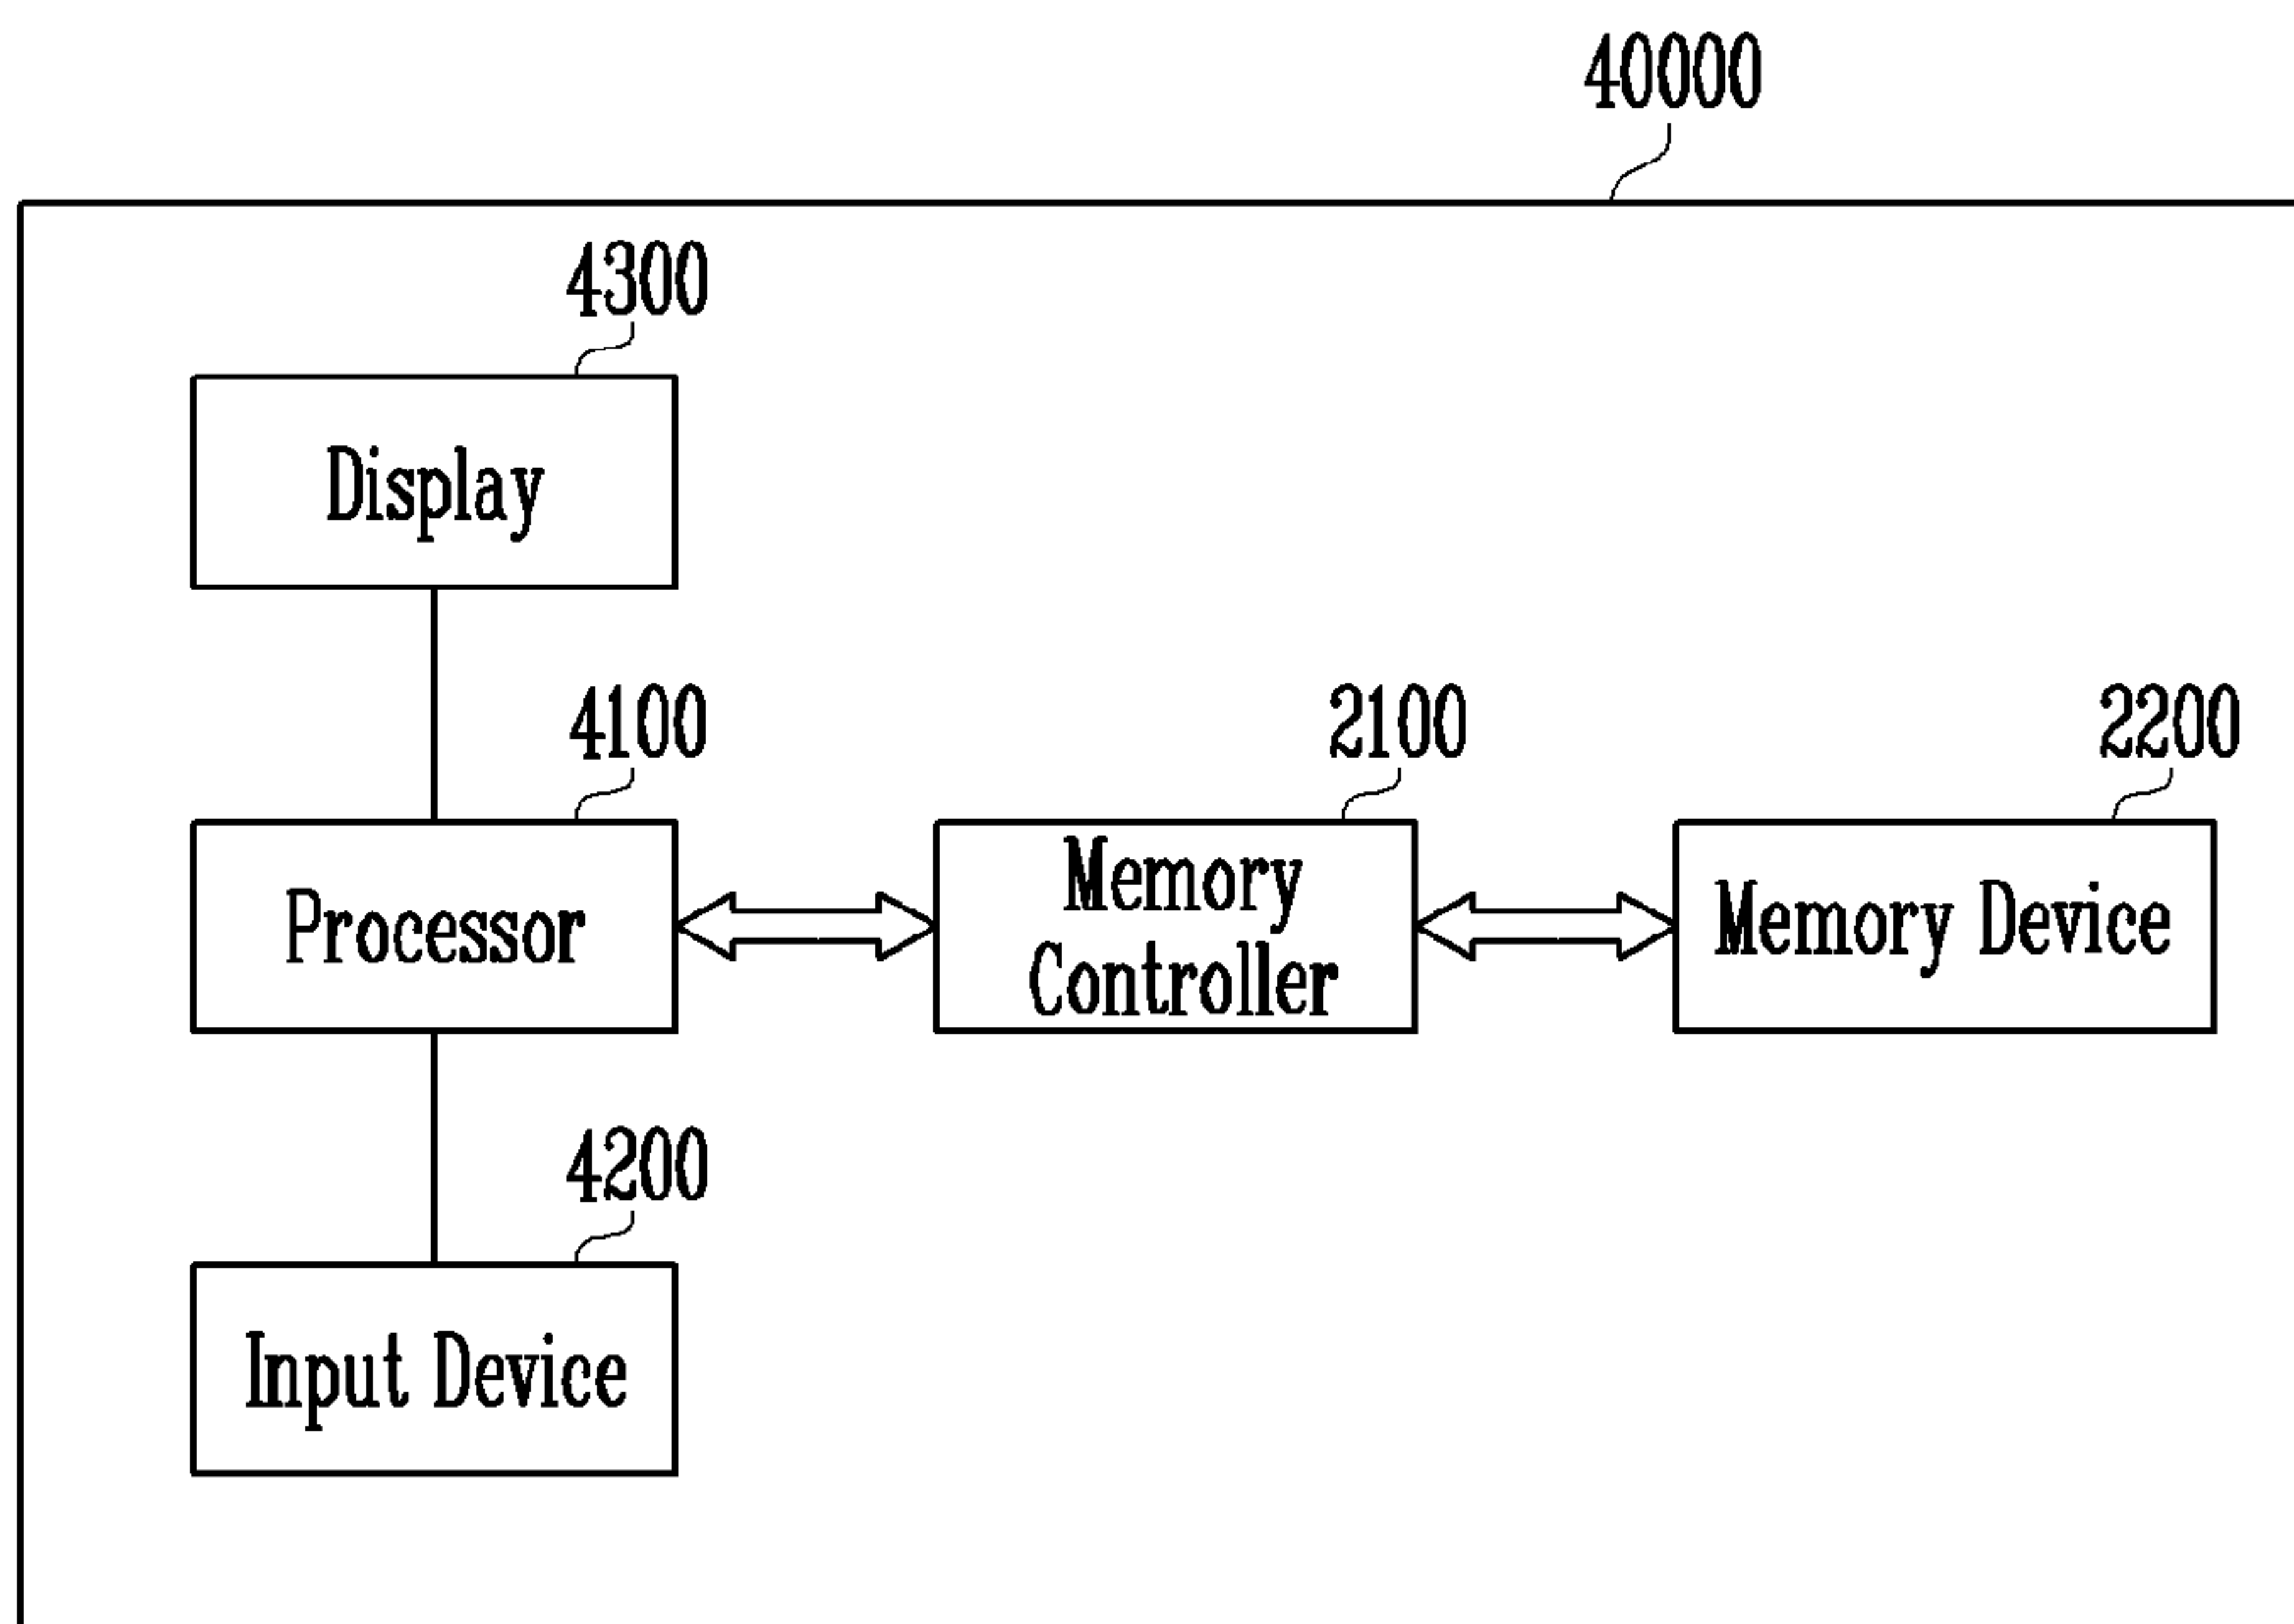 40000
4300
Display
4100
2100
2200
Processor
Memory
Controller
Memory Device
4200
Input Device